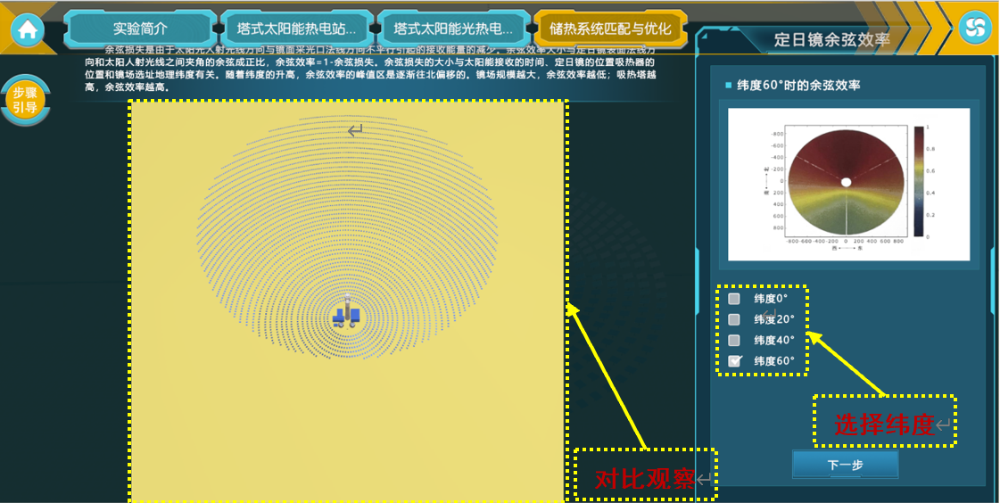 实验简介
塔式太阳能热电站...
塔式太阳能光热电...
储热系统匹配与优化
定日镜余弦效率
步骤
引导
余弦损失是由于太阳光入射光线方向与镜面采光口法线方向不平行引起的接收能量的减少。余弦效率大小与定日镜表面法线方
向和太阳入射光线之间夹角的余弦成正比，余弦效率=1-余弦损失。余弦损失的大小与太阳能接收的时间、定日镜的位置吸热器的
位置和镜场选址地理纬度有关。随着纬度的升高，余弦效率的峰值区是逐渐往北偏移的。镜场规模越大，余弦效率越低；吸热塔越
高，余弦效率越高。
纬度60°时的余弦效率
-800
-600
-400
-200
0
200
400
600
800
-800 -600 -400 -200 0 200 400 600 800
西 东
1
0.8
0.6
0.4
0.2
0
纬度0°
纬度20°
纬度40°
纬度60°
选择纬度
对比观察
下一步